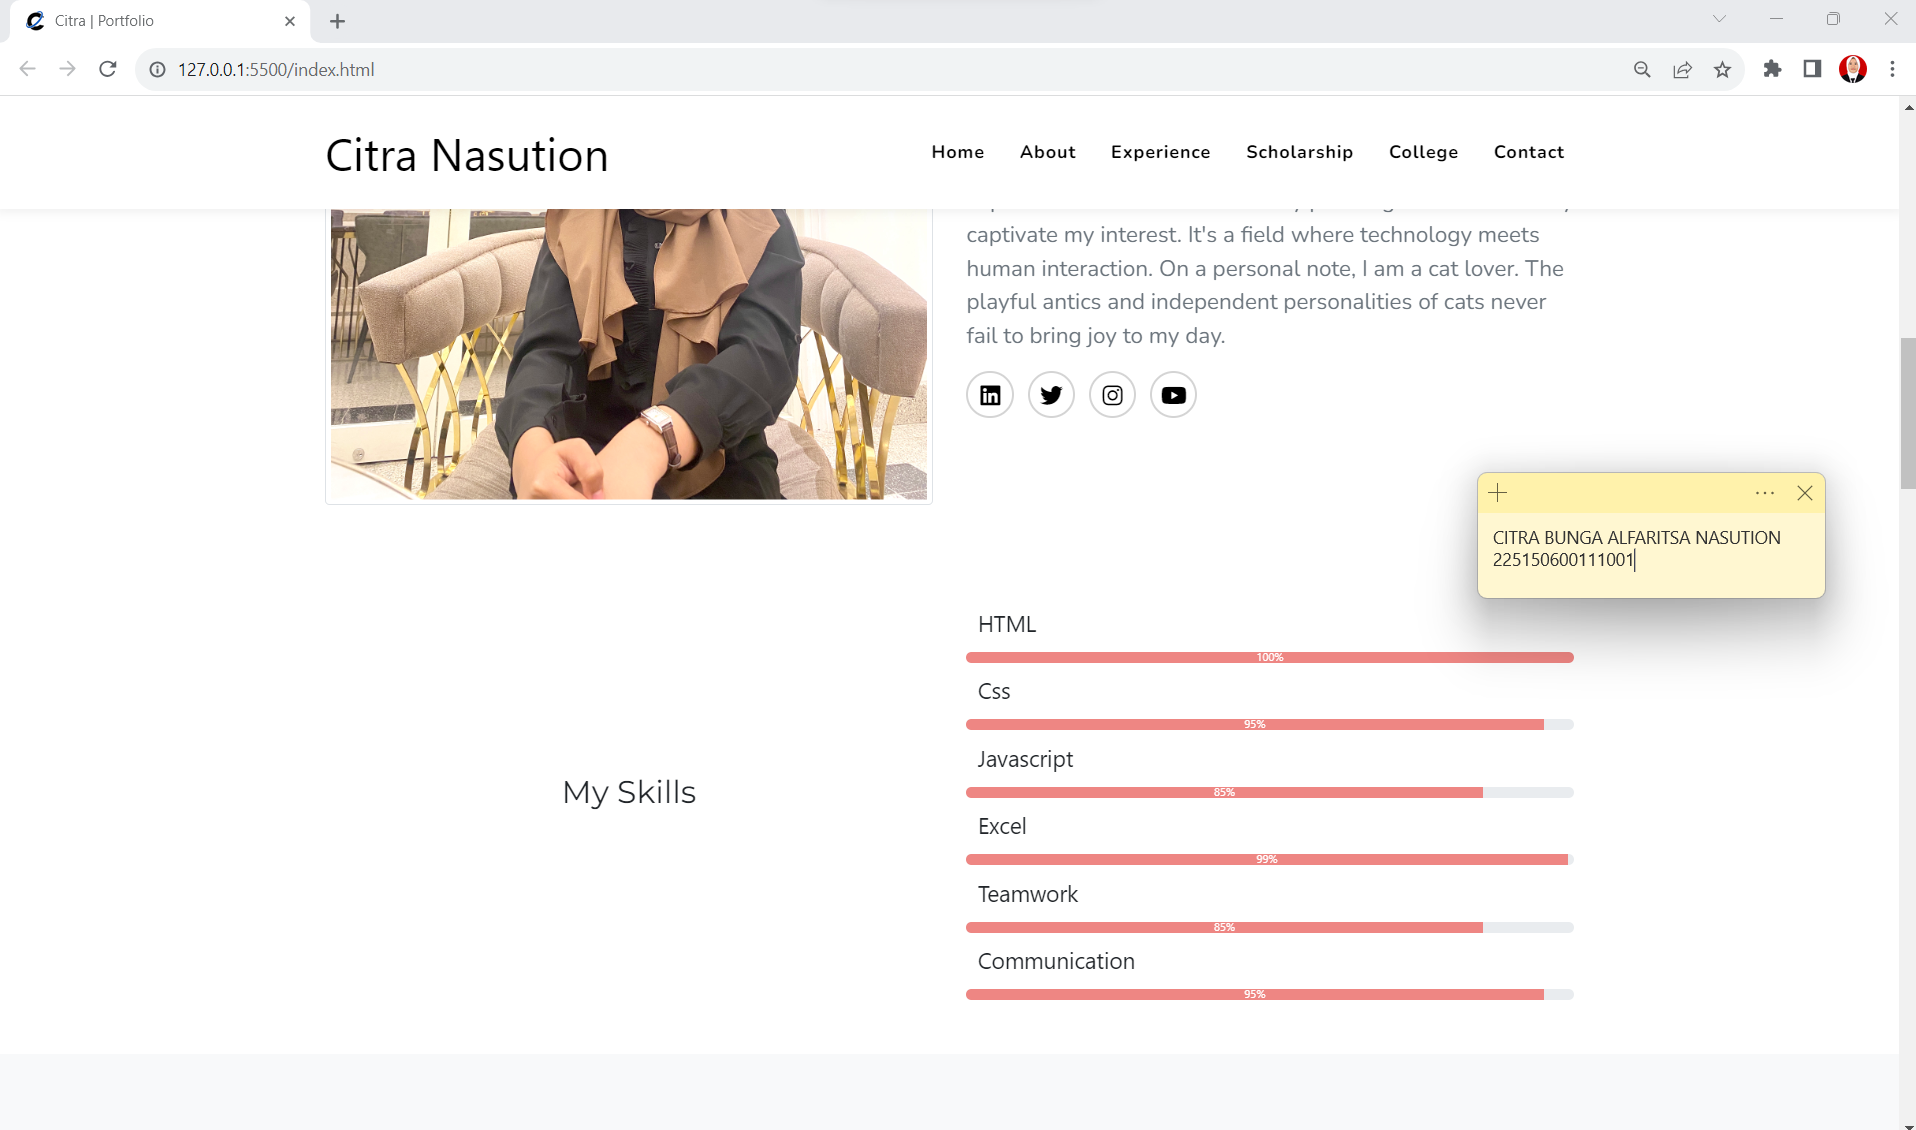 Citra | Portfolio
127.0.0.1:5500/index.html
Citra Nasution
Home About Experience Scholarship College Contact
captivate my interest. It's a field where technology meets
human interaction. On a personal note, I am a cat lover. The
playful antics and independent personalities of cats never
fail to bring joy to my day.
CITRA BUNGA ALFARITSA NASUTION
225150600111001
My Skills
HTML
100%
Css
95%
Javascript
85%
Excel
99%
Teamwork
85%
Communication
95%